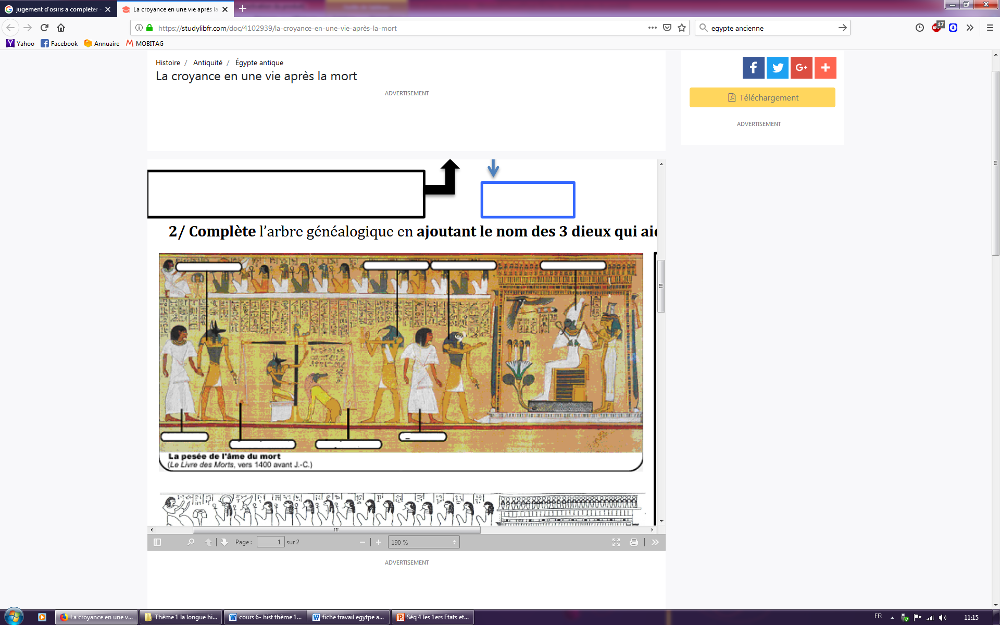 jugement d'osiris a completer
La croyance en une vie après la
https://studylibfr.com/doc/4102939/la-croyance-en-une-vie-après-la-mort
egypte ancienne
17
Yahoo
Facebook
Annuaire
MOBITAG
Histoire / Antiquité / Égypte antique
La croyance en une vie après la mort
ADVERTISEMENT
Téléchargement
ADVERTISEMENT
2/ Complète l'arbre généalogique en ajoutant le nom des 3 dieux qui
La pesée de l'âme du mort
(Le Livre des Morts, vers 1400 avant J.-C.)
Page : 1 sur 2
190 %
ADVERTISEMENT
La croyance en une v...
Thème 1 la longue hi...
cours 6- hist thème 1...
fiche travail egytpe a...
Séq 4 les 1ers Etats et...
FR
11:15